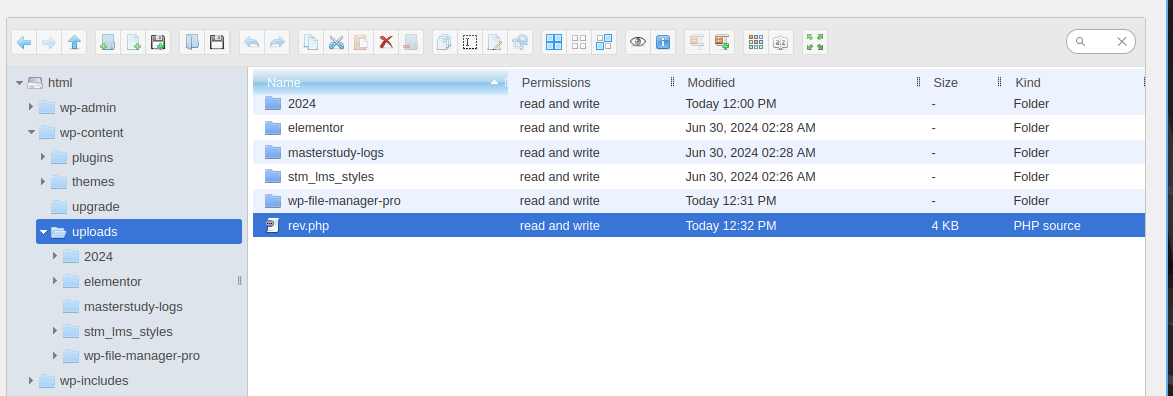 html
wp-admin
wp-content
plugins
themes
upgrade
uploads
2024
elementor
masterstudy-logs
stm_lms_styles
wp-file-manager-pro
wp-includes
Name Permissions Modified Size Kind
2024 read and write Today 12:00 PM - Folder
elementor read and write Jun 30, 2024 02:28 AM - Folder
masterstudy-logs read and write Jun 30, 2024 02:28 AM - Folder
stm_lms_styles read and write Jun 30, 2024 02:26 AM - Folder
wp-file-manager-pro read and write Today 12:31 PM - Folder
rev.php read and write Today 12:32 PM 4 KB PHP source